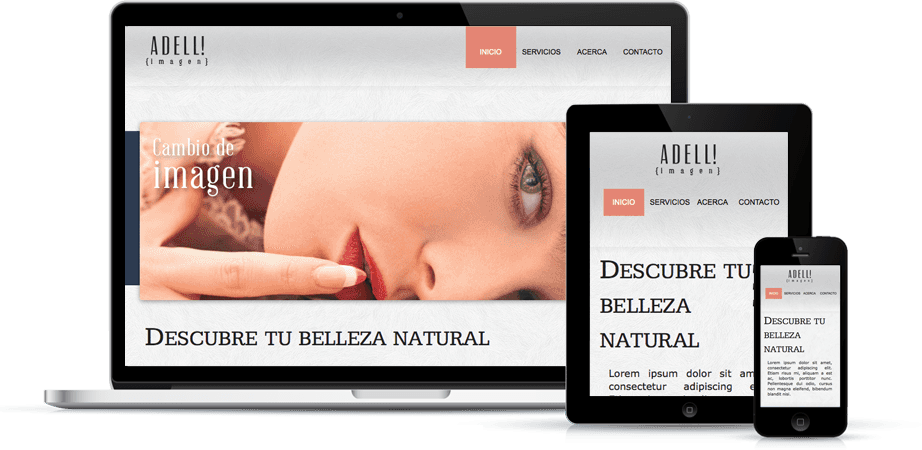 ADELL!
{Imagen}
INICIO SERVICIOS ACERCA CONTACTO
Cambio de
imagen
DESCUBRE TU BELLEZA NATURAL
ADELL!
{Imagen}
INICIO SERVICIOS ACERCA CONTACTO
DESCUBRE TU
BELLEZA
NATURAL
Lorem ipsum dolor sit am
consectetur adipiscing e
ADELL!
{Imagen}
INICIO SERVICIOS ACERCA CONTACTO
DESCUBRE TU
BELLEZA
NATURAL
Lorem ipsum dolor sit amet,
consectetur adipiscing elit.
Etiam risus mi, aliquam a est
ac, lobortis porttitor nunc.
Pellentesque dui odio, cursus
non magna eleifend, bibendum
blandit nisi.